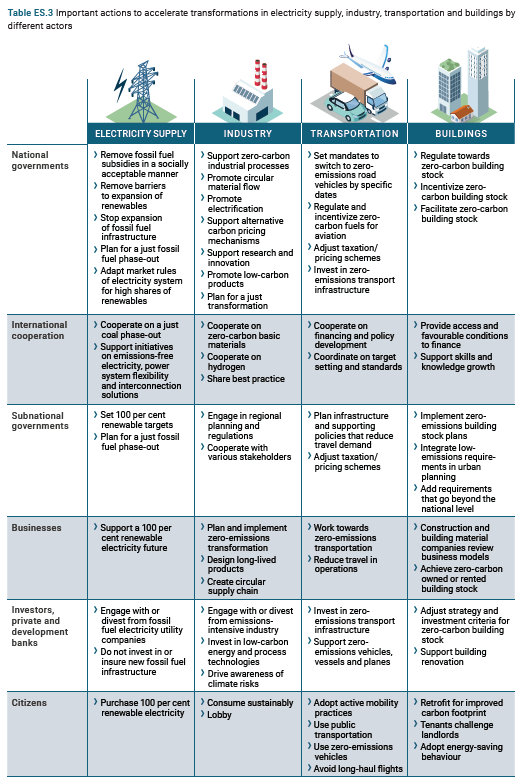 Table ES.3 Important actions to accelerate transformations in electricity supply, industry, transportation and buildings by
different actors
ELECTRICITY SUPPLY
INDUSTRY
TRANSPORTATION
BUILDINGS
National
governments
❯ Remove fossil fuel
subsidies in a socially
acceptable manner
❯ Remove barriers
to expansion of
renewables
❯ Stop expansion
of fossil fuel
infrastructure
❯ Plan for a just fossil
fuel phase-out
❯ Adapt market rules
of electricity system
for high shares of
renewables
❯ Support zero-carbon
industrial processes
❯ Promote circular
material flow
❯ Promote
electrification
❯ Support alternative
carbon pricing
mechanisms
❯ Support research and
innovation
❯ Promote low-carbon
products
❯ Plan for a just
transformation
❯ Set mandates to
switch to zero-
emissions road
vehicles by specific
dates
❯ Regulate and
incentivize zero-
carbon fuels for
aviation
❯ Adjust taxation/
pricing schemes
❯ Invest in zero-
emissions transport
infrastructure
❯ Regulate towards
zero-carbon building
stock
❯ Incentivize zero-
carbon building stock
❯ Facilitate zero-carbon
building stock
International
cooperation
❯ Cooperate on a just
coal phase-out
❯ Support initiatives
on emissions-free
electricity, power
system flexibility
and interconnection
solutions
❯ Cooperate on
zero-carbon basic
materials
❯ Cooperate on
hydrogen
❯ Share best practice
❯ Cooperate on
financing and policy
development
❯ Coordinate on target
setting and standards
❯ Provide access and
favourable conditions
to finance
❯ Support skills and
knowledge growth
Subnational
governments
❯ Set 100 per cent
renewable targets
❯ Plan for a just fossil
fuel phase-out
❯ Engage in regional
planning and
regulations
❯ Cooperate with
various stakeholders
❯ Plan infrastructure
and supporting
policies that reduce
travel demand
❯ Adjust taxation/
pricing schemes
❯ Implement zero-
emissions building
stock plans
❯ Integrate low-
emissions require-
ments in urban
planning
❯ Add requirements
that go beyond the
national level
Businesses
❯ Support a 100 per
cent renewable
electricity future
❯ Plan and implement
zero-emissions
transformation
❯ Design long-lived
products
❯ Create circular
supply chain
❯ Work towards
zero-emissions
transportation
❯ Reduce travel in
operations
❯ Construction and
building material
companies review
business models
❯ Achieve zero-carbon
owned or rented
building stock
Investors,
private and
development
banks
❯ Engage with or
divest from fossil
fuel electricity utility
companies
❯ Do not invest in or
insure new fossil fuel
infrastructure
❯ Engage with or divest
from emissions-
intensive industry
❯ Invest in low-carbon
energy and process
technologies
❯ Drive awareness of
climate risks
❯ Invest in zero-
emissions transport
infrastructure
❯ Support zero-
emissions vehicles,
vessels and planes
❯ Adjust strategy and
investment criteria for
zero-carbon building
stock
❯ Support building
renovation
Citizens
❯ Purchase 100 per cent
renewable electricity
❯ Consume sustainably
❯ Lobby
❯ Adopt active mobility
practices
❯ Use public
transportation
❯ Use zero-emissions
vehicles
❯ Avoid long-haul flights
❯ Retrofit for improved
carbon footprint
❯ Tenants challenge
landlords
❯ Adopt energy-saving
behaviour